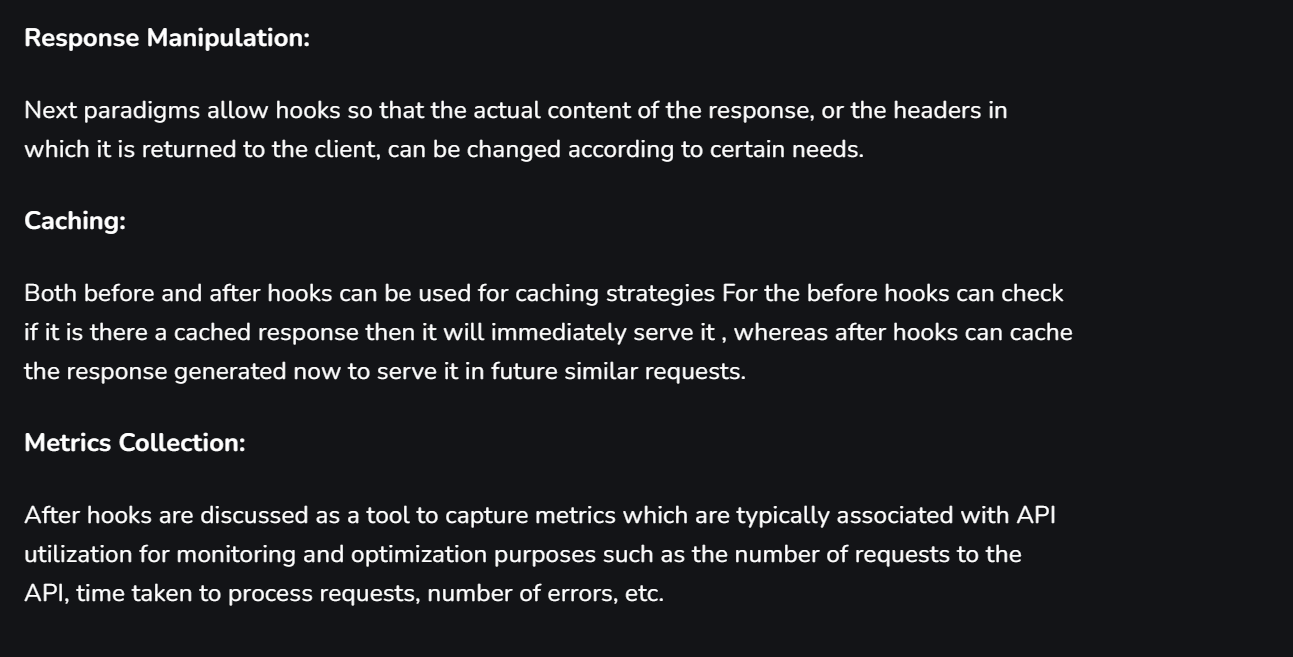 Response Manipulation:
Next paradigms allow hooks so that the actual content of the response, or the headers in
which it is returned to the client, can be changed according to certain needs.
Caching:
Both before and after hooks can be used for caching strategies For the before hooks can check
if it is there a cached response then it will immediately serve it , whereas after hooks can cache
the response generated now to serve it in future similar requests.
Metrics Collection:
After hooks are discussed as a tool to capture metrics which are typically associated with API
utilization for monitoring and optimization purposes such as the number of requests to the
API, time taken to process requests, number of errors, etc.